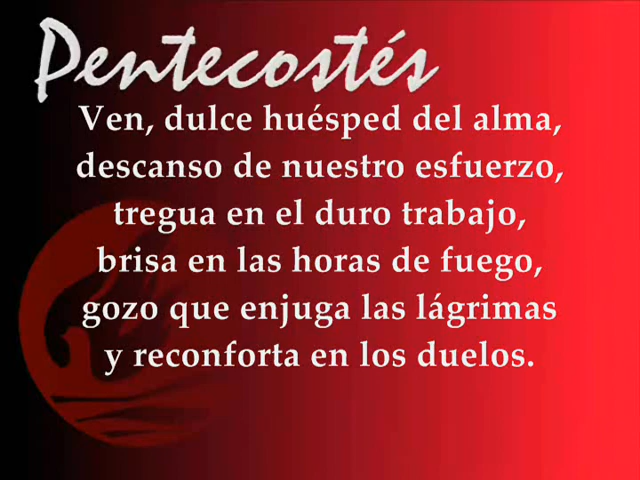 Pentecostés
Ven, dulce huésped del alma,
descanso de nuestro esfuerzo,
tregua en el duro trabajo,
brisa en las horas de fuego,
gozo que enjuga las lágrimas
y reconforta en los duelos.